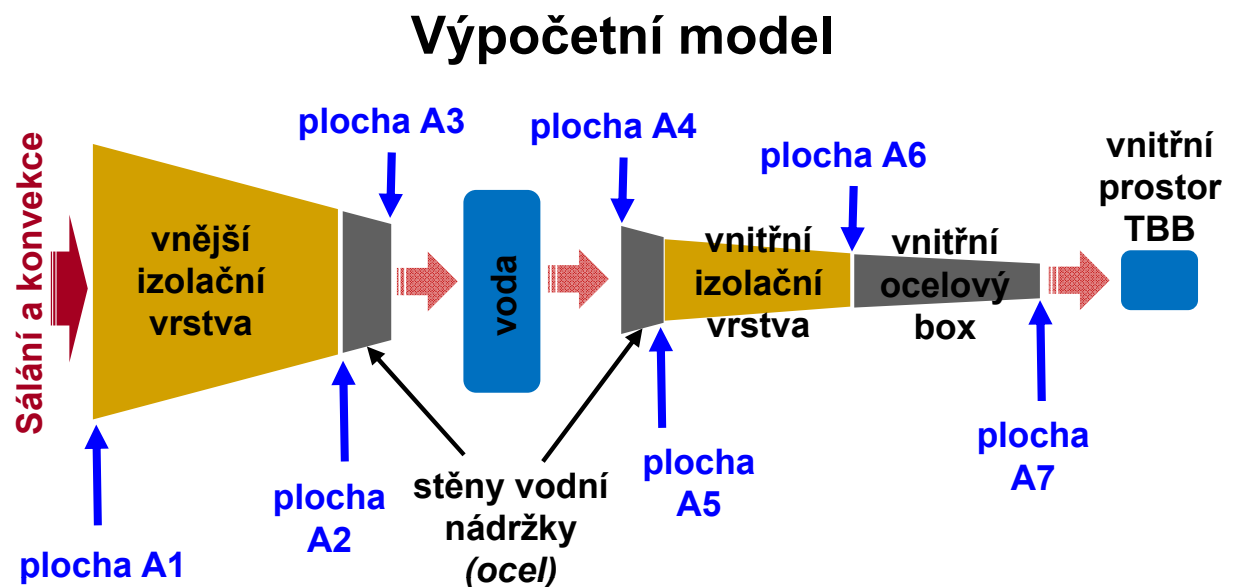 Výpočetní model
Sálání a konvekce
plocha A3
plocha A4
plocha A6
vnitřní
prostor
TBB
vnější
izolační
vrstva
voda
vnitřní
izolační
vrstva
vnitřní
ocelový
box
plocha A1
plocha
A2
stěny vodní
nádržky
(ocel)
plocha
A5
plocha
A7